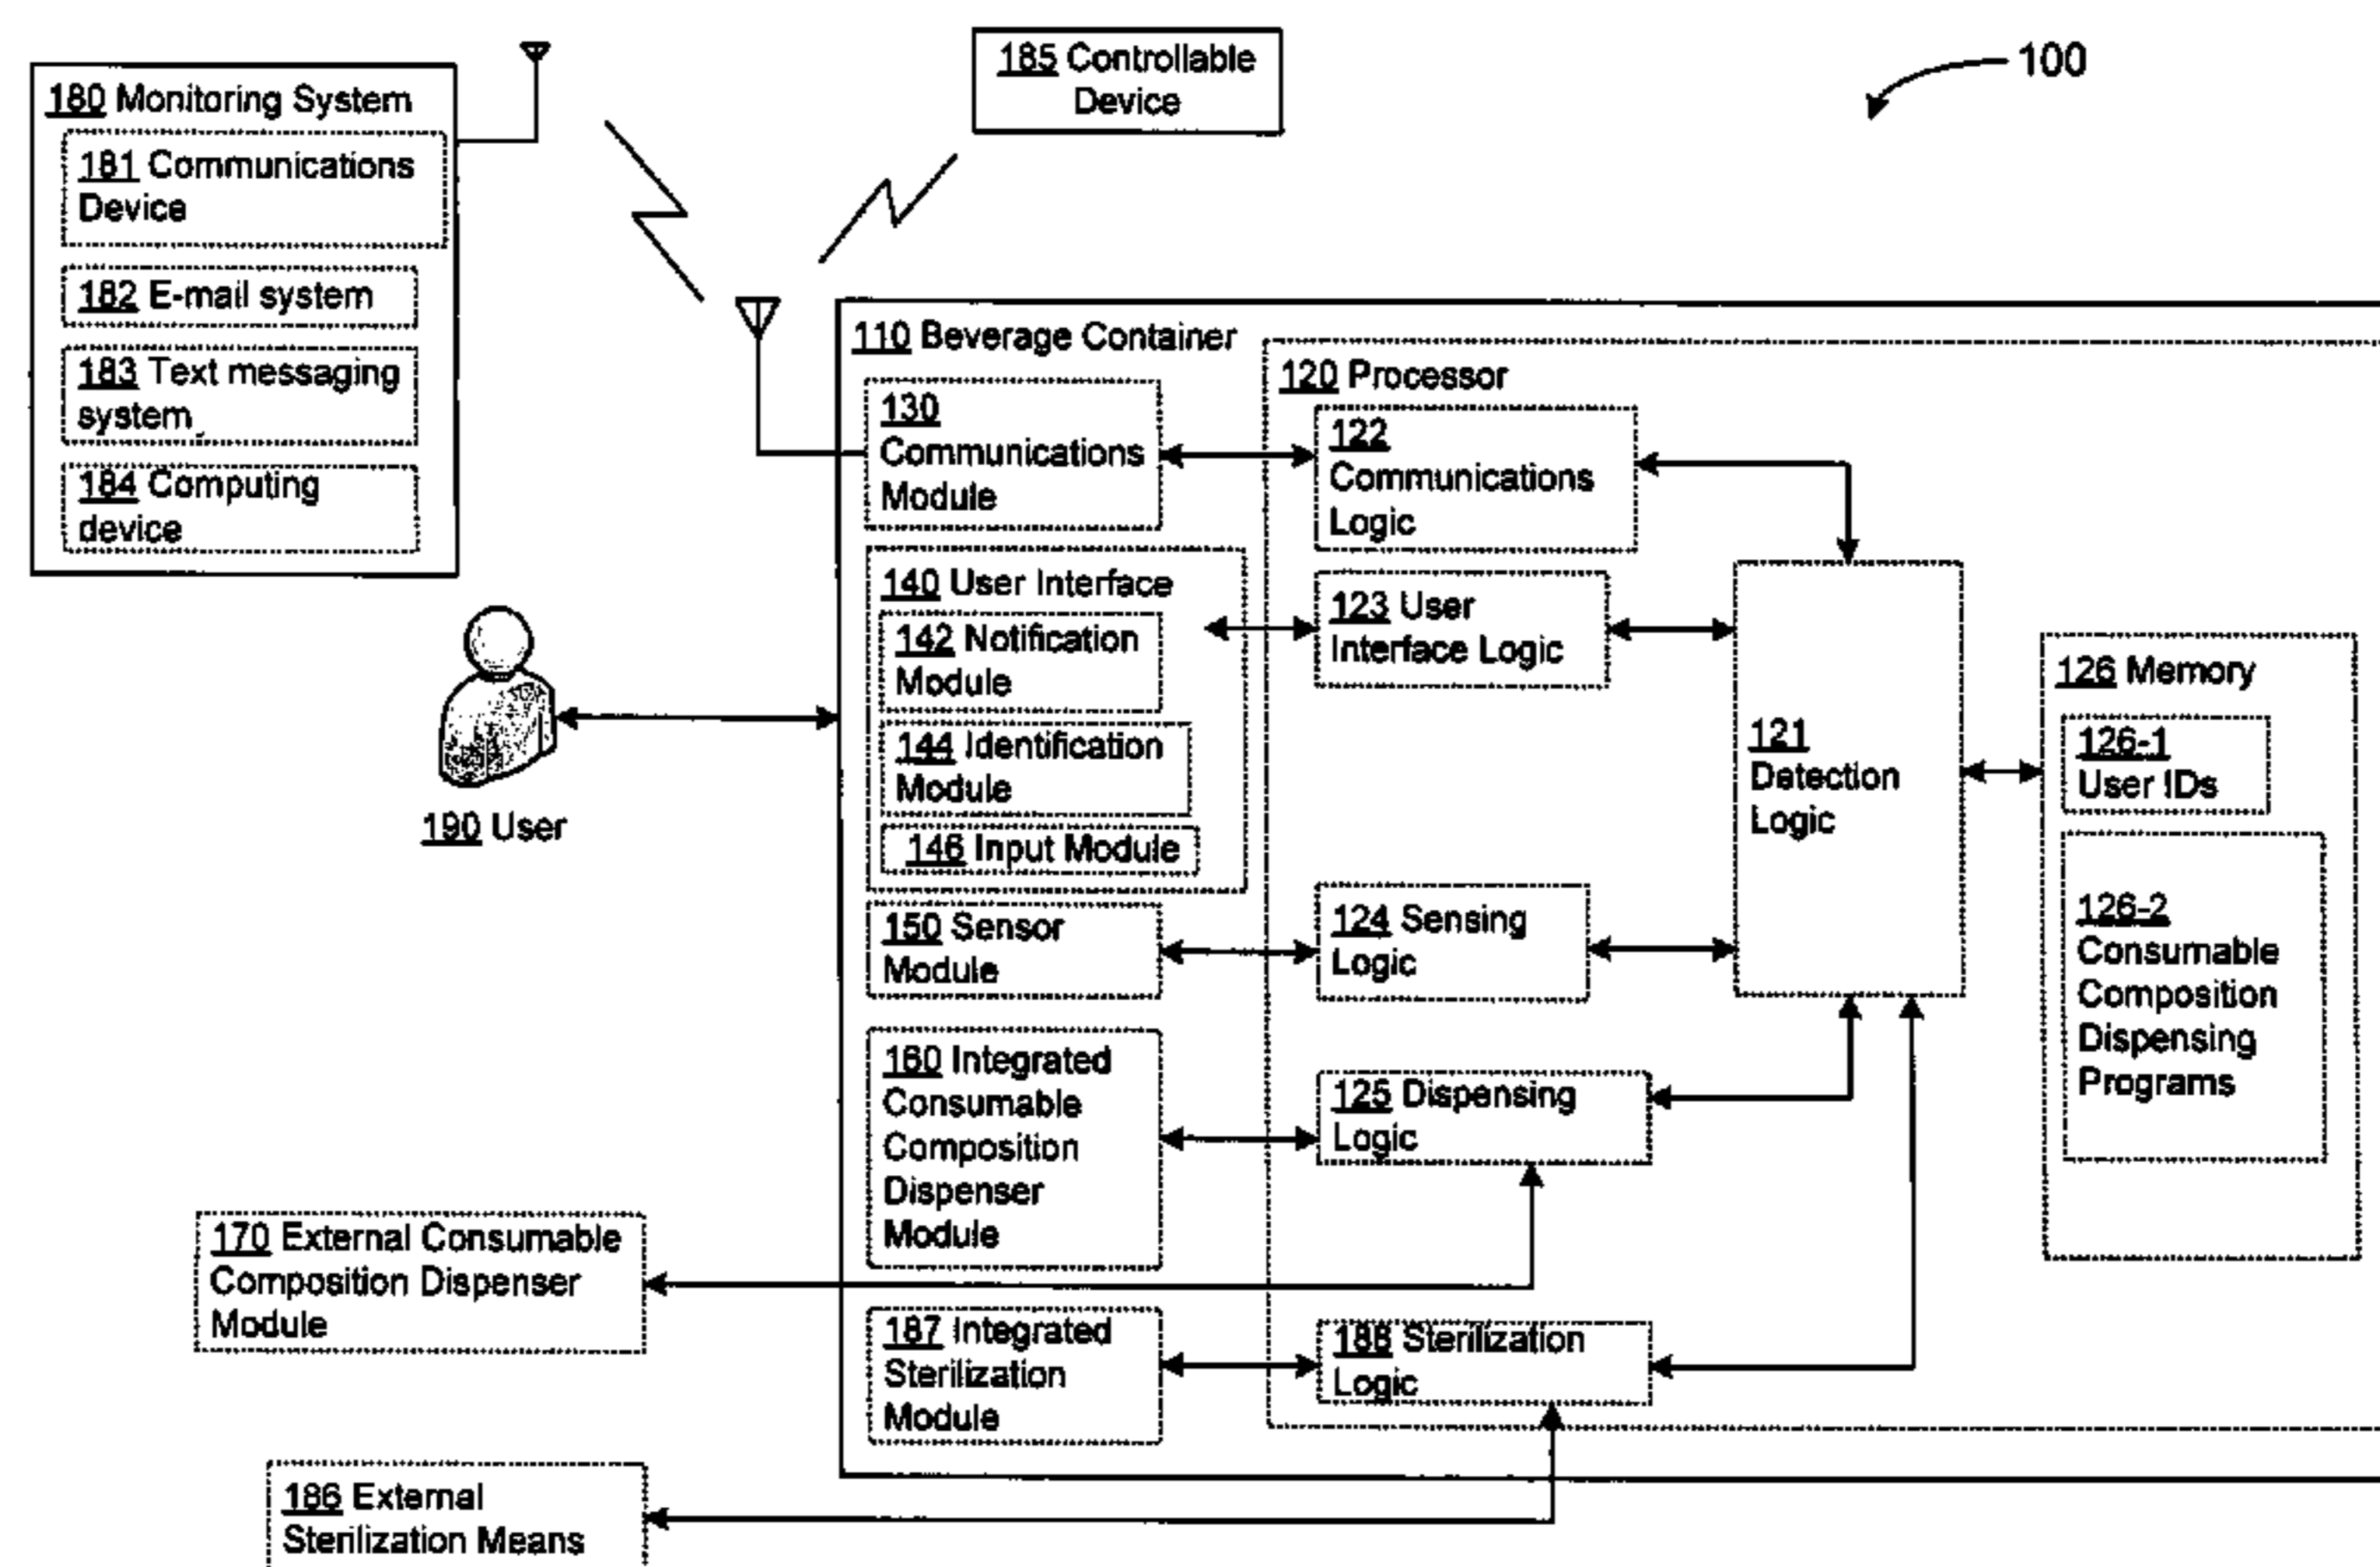 100
185 Controllable
Device
180 Monitoring System
181 Communications
Device
182 E-mail system
183 Text messaging
system
184 Computing
device
110 Beverage Container
120 Processor
130
Communications
Module
122
Communications
Logic
140 User Interface
142 Notification
Module
144 Identification
Module
146 Input Module
123 User
Interface Logic
121
Detection
Logic
126 Memory
126-1
User IDs
126-2
Consumable
Composition
Dispensing
Programs
190 User
150 Sensor
Module
124 Sensing
Logic
160 Integrated
Consumable
Composition
Dispenser
Module
125 Dispensing
Logic
170 External Consumable
Composition Dispenser
Module
187 Integrated
Sterilization
Module
188 Sterilization
Logic
186 External
Sterilization Means